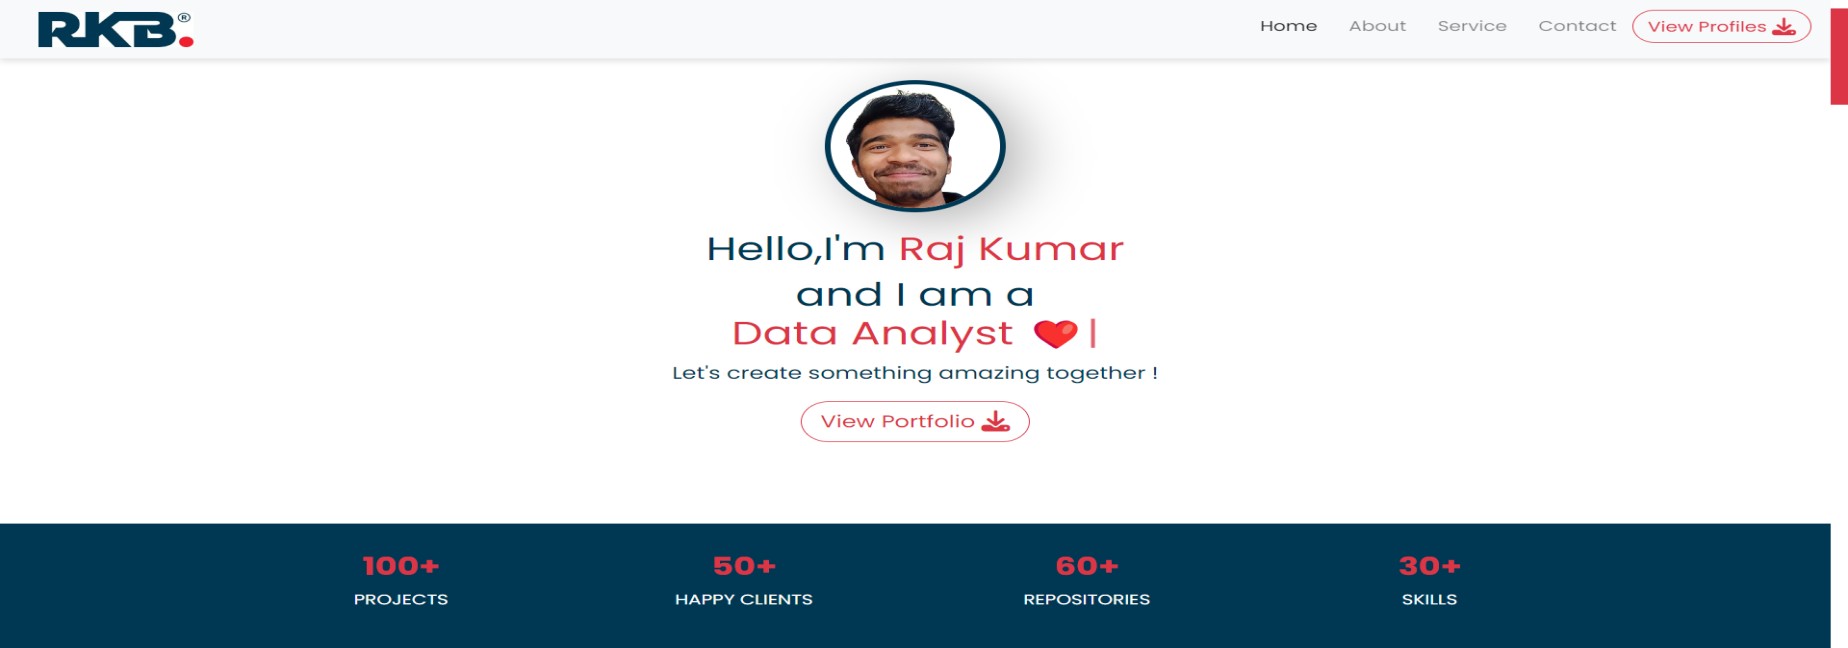 RKB.®
Home About Service Contact View Profiles
Hello,I'm Raj Kumar
and I am a
Data Analyst ❤️|
Let's create something amazing together !
View Portfolio
100+ 50+ 60+ 30+
PROJECTS HAPPY CLIENTS REPOSITORIES SKILLS